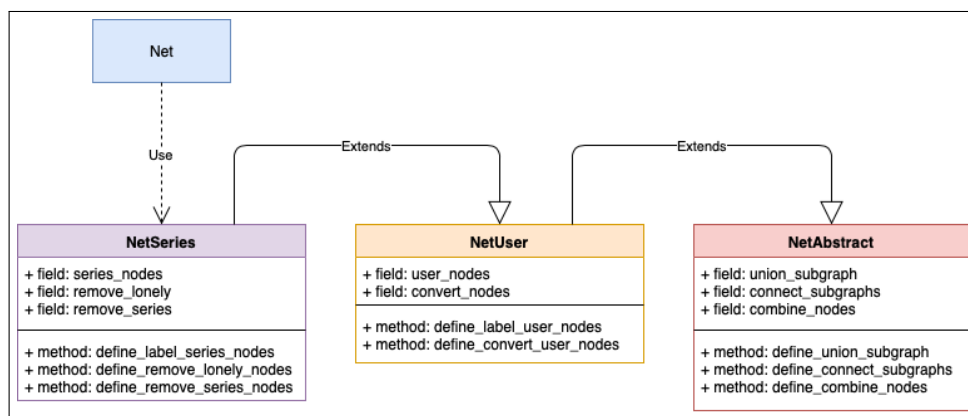 Net
Use
Extends
Extends
NetSeries
+ field: series_nodes
+ field: remove_lonely
+ field: remove_series
+ method: define_label_series_nodes
+ method: define_remove_lonely_nodes
+ method: define_remove_series_nodes
NetUser
+ field: user_nodes
+ field: convert_nodes
+ method: define_label_user_nodes
+ method: define_convert_user_nodes
NetAbstract
+ field: union_subgraph
+ field: connect_subgraphs
+ field: combine_nodes
+ method: define_union_subgraph
+ method: define_connect_subgraphs
+ method: define_combine_nodes